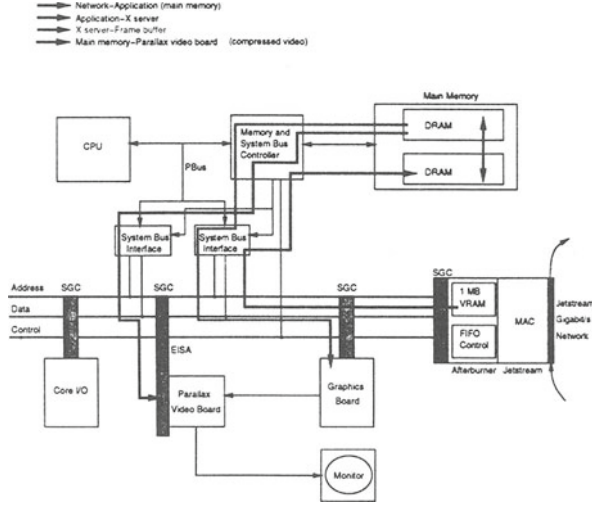 Network-Application (main memory)
Application-X server
X server-Frame buffer
Main memory-Parallax video board (compressed video)
Main Memory
CPU
Memory and
System Bus
Controller
DRAM
DRAM
PBus
System Bus
Interface
System Bus
Interface
Address
SGC
SGC
SGC
SGC
Data
Control
1 MB
VRAM
MAC
FIFO
Control
Jetstream
Gigabit/s
Network
EISA
Afterburner
Jetstream
Core I/O
Parallax
Video Board
Graphics
Board
Monitor